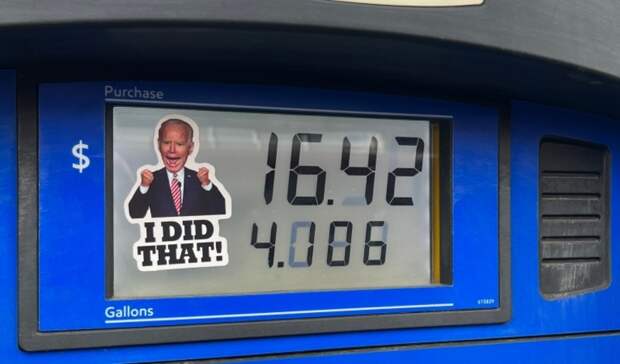 Purchase
$
16.42
I DID
THAT!
4.086
Gallons